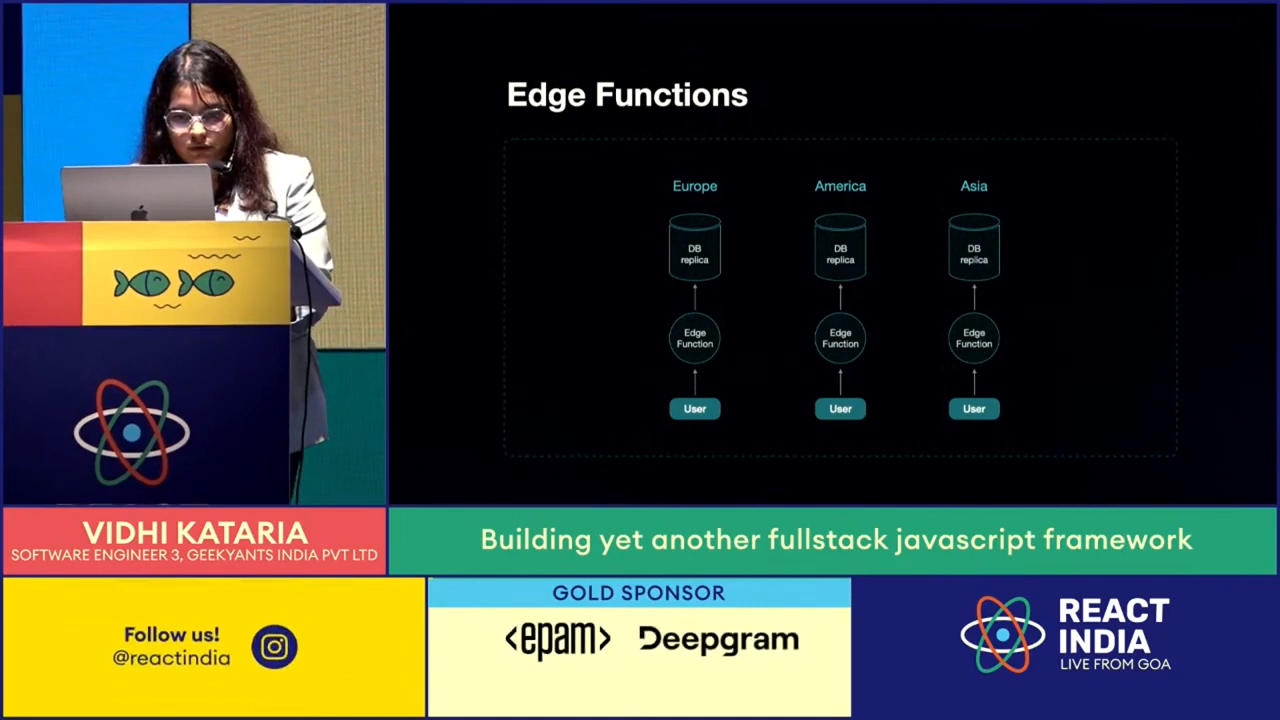 Edge Functions
Europe
America
Asia
DB
replica
DB
replica
DB
replica
Edge
Function
Edge
Function
Edge
Function
User
User
User
VIDHI KATARIA
SOFTWARE ENGINEER 3, GEEKYANTS INDIA PVT LTD
Building yet another fullstack javascript framework
Follow us!
@reactindia
GOLD SPONSOR
<epam>
Deepgram
REACT
INDIA
LIVE FROM GOA